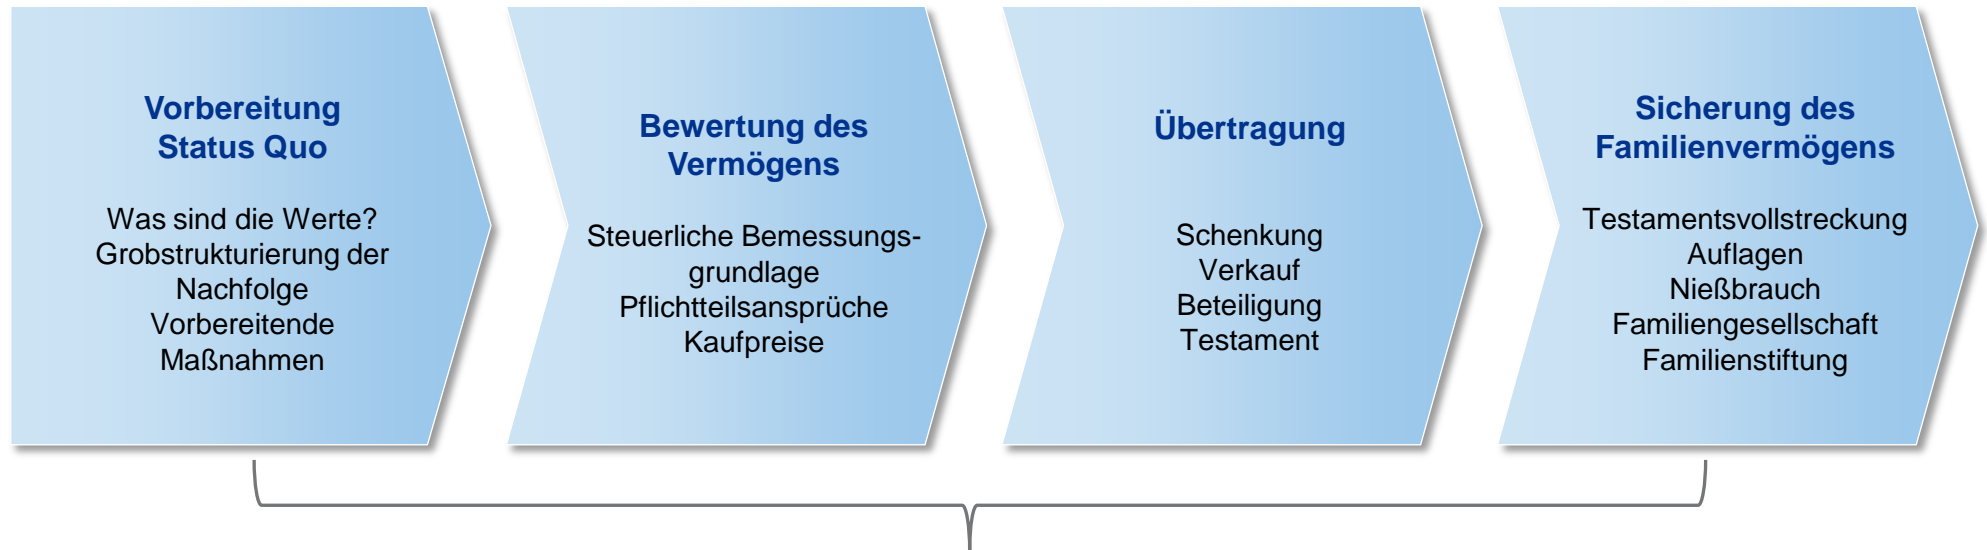 Vorbereitung
Status Quo
Was sind die Werte?
Grobstrukturierung der
Nachfolge
Vorbereitende
Maßnahmen
Bewertung des
Vermögens
Steuerliche Bemessungs-
grundlage
Pflichtteilsansprüche
Kaufpreise
Übertragung
Schenkung
Verkauf
Beteiligung
Testament
Sicherung des
Familienvermögens
Testamentsvollstreckung
Auflagen
Nießbrauch
Familiengesellschaft
Familienstiftung